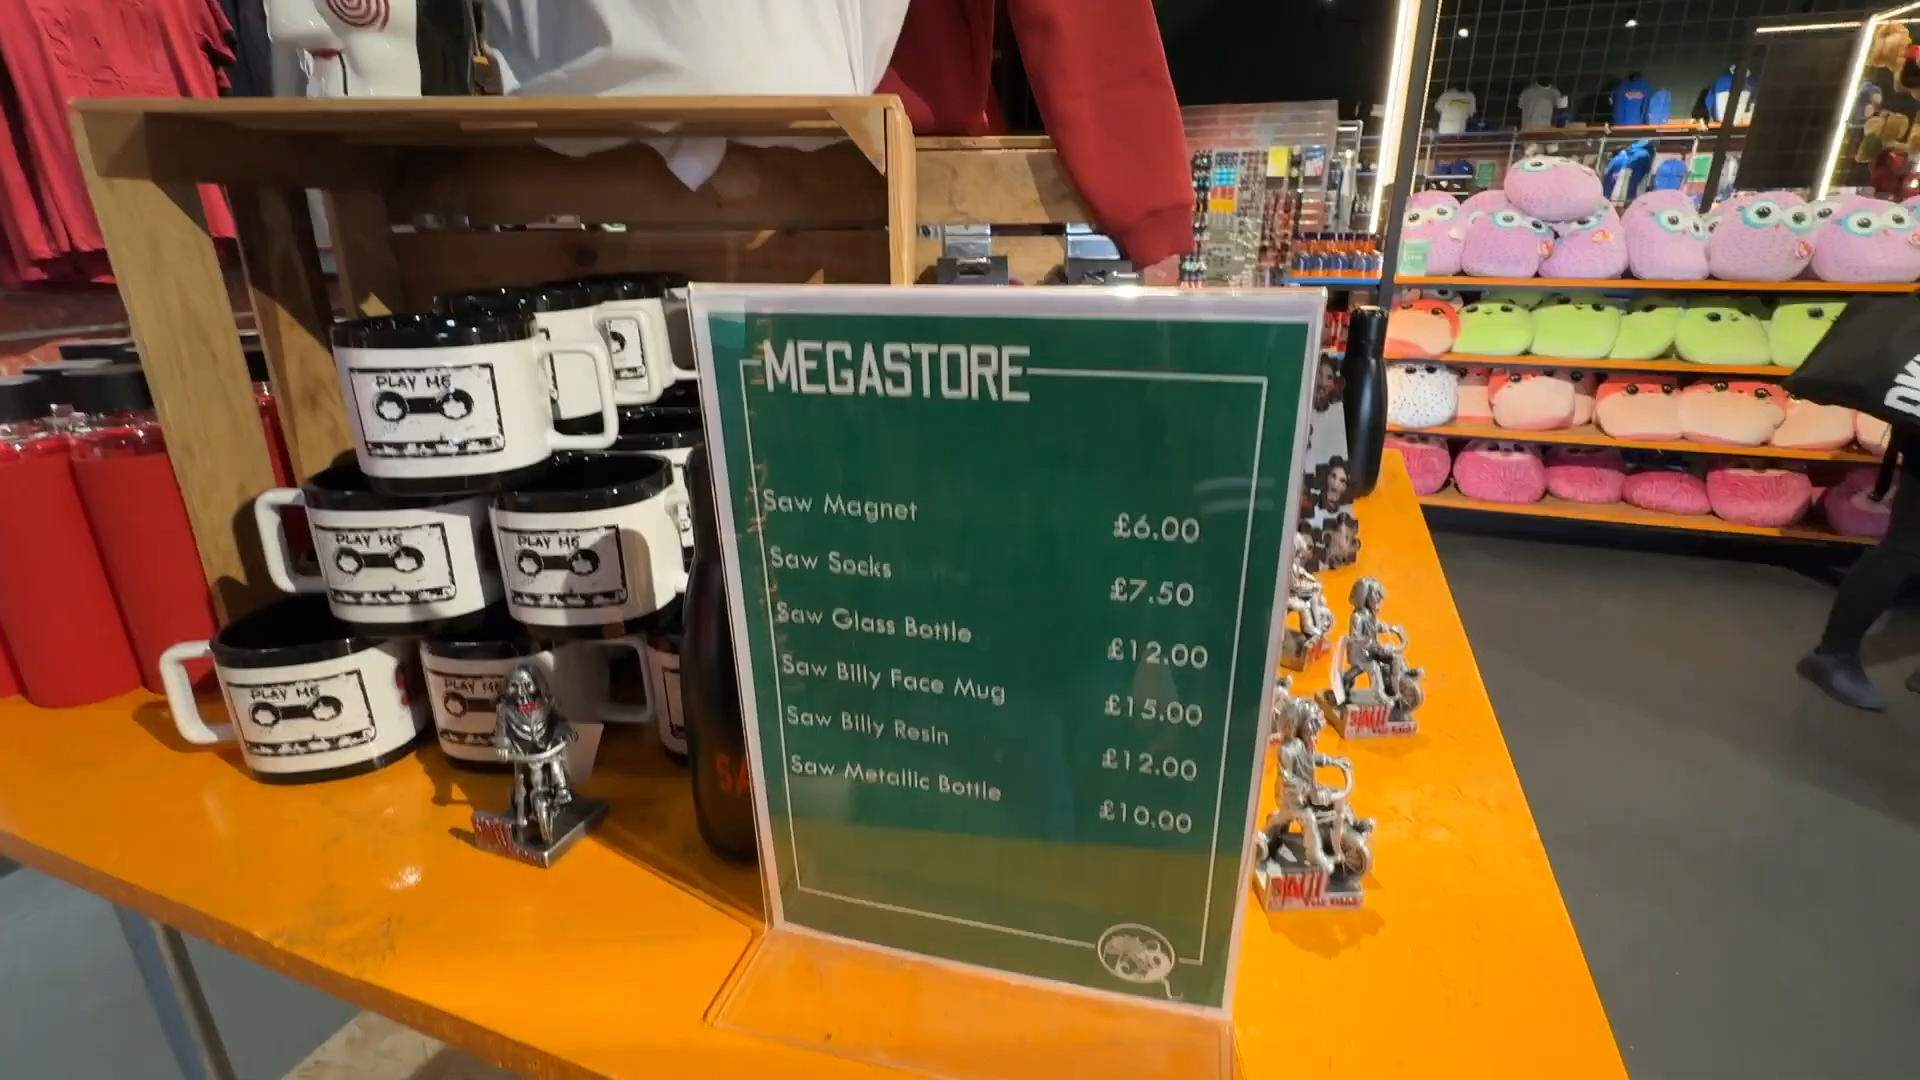 MEGASTORE
Saw Magnet £6.00
Saw Socks £7.50
Saw Glass Bottle £12.00
Saw Billy Face Mug £15.00
Saw Billy Resin £12.00
Saw Metallic Bottle £10.00
PLAY ME
PLAY ME
PLAY ME
PLAY ME
PLAY ME
SAW
SAW